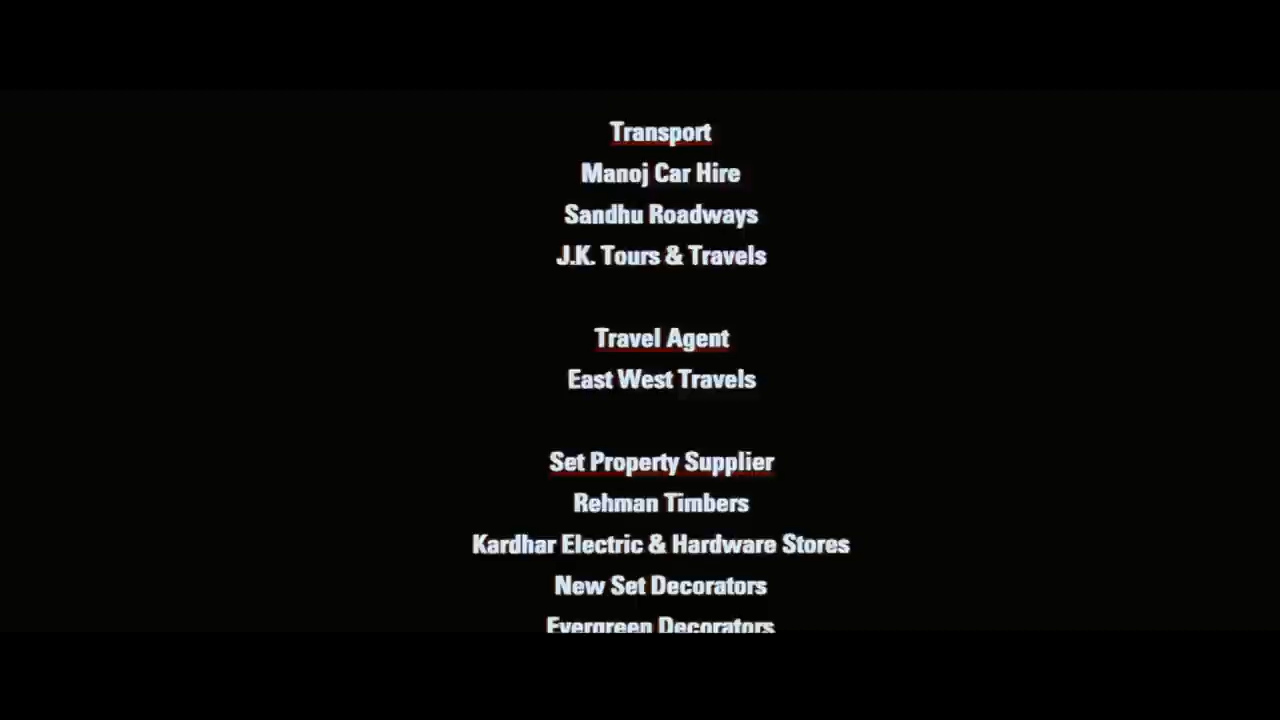 Transport
Manoj Car Hire
Sandhu Roadways
J.K. Tours & Travels
Travel Agent
East West Travels
Set Property Supplier
Rehman Timbers
Kardhar Electric & Hardware Stores
New Set Decorators
Evergreen Decorators